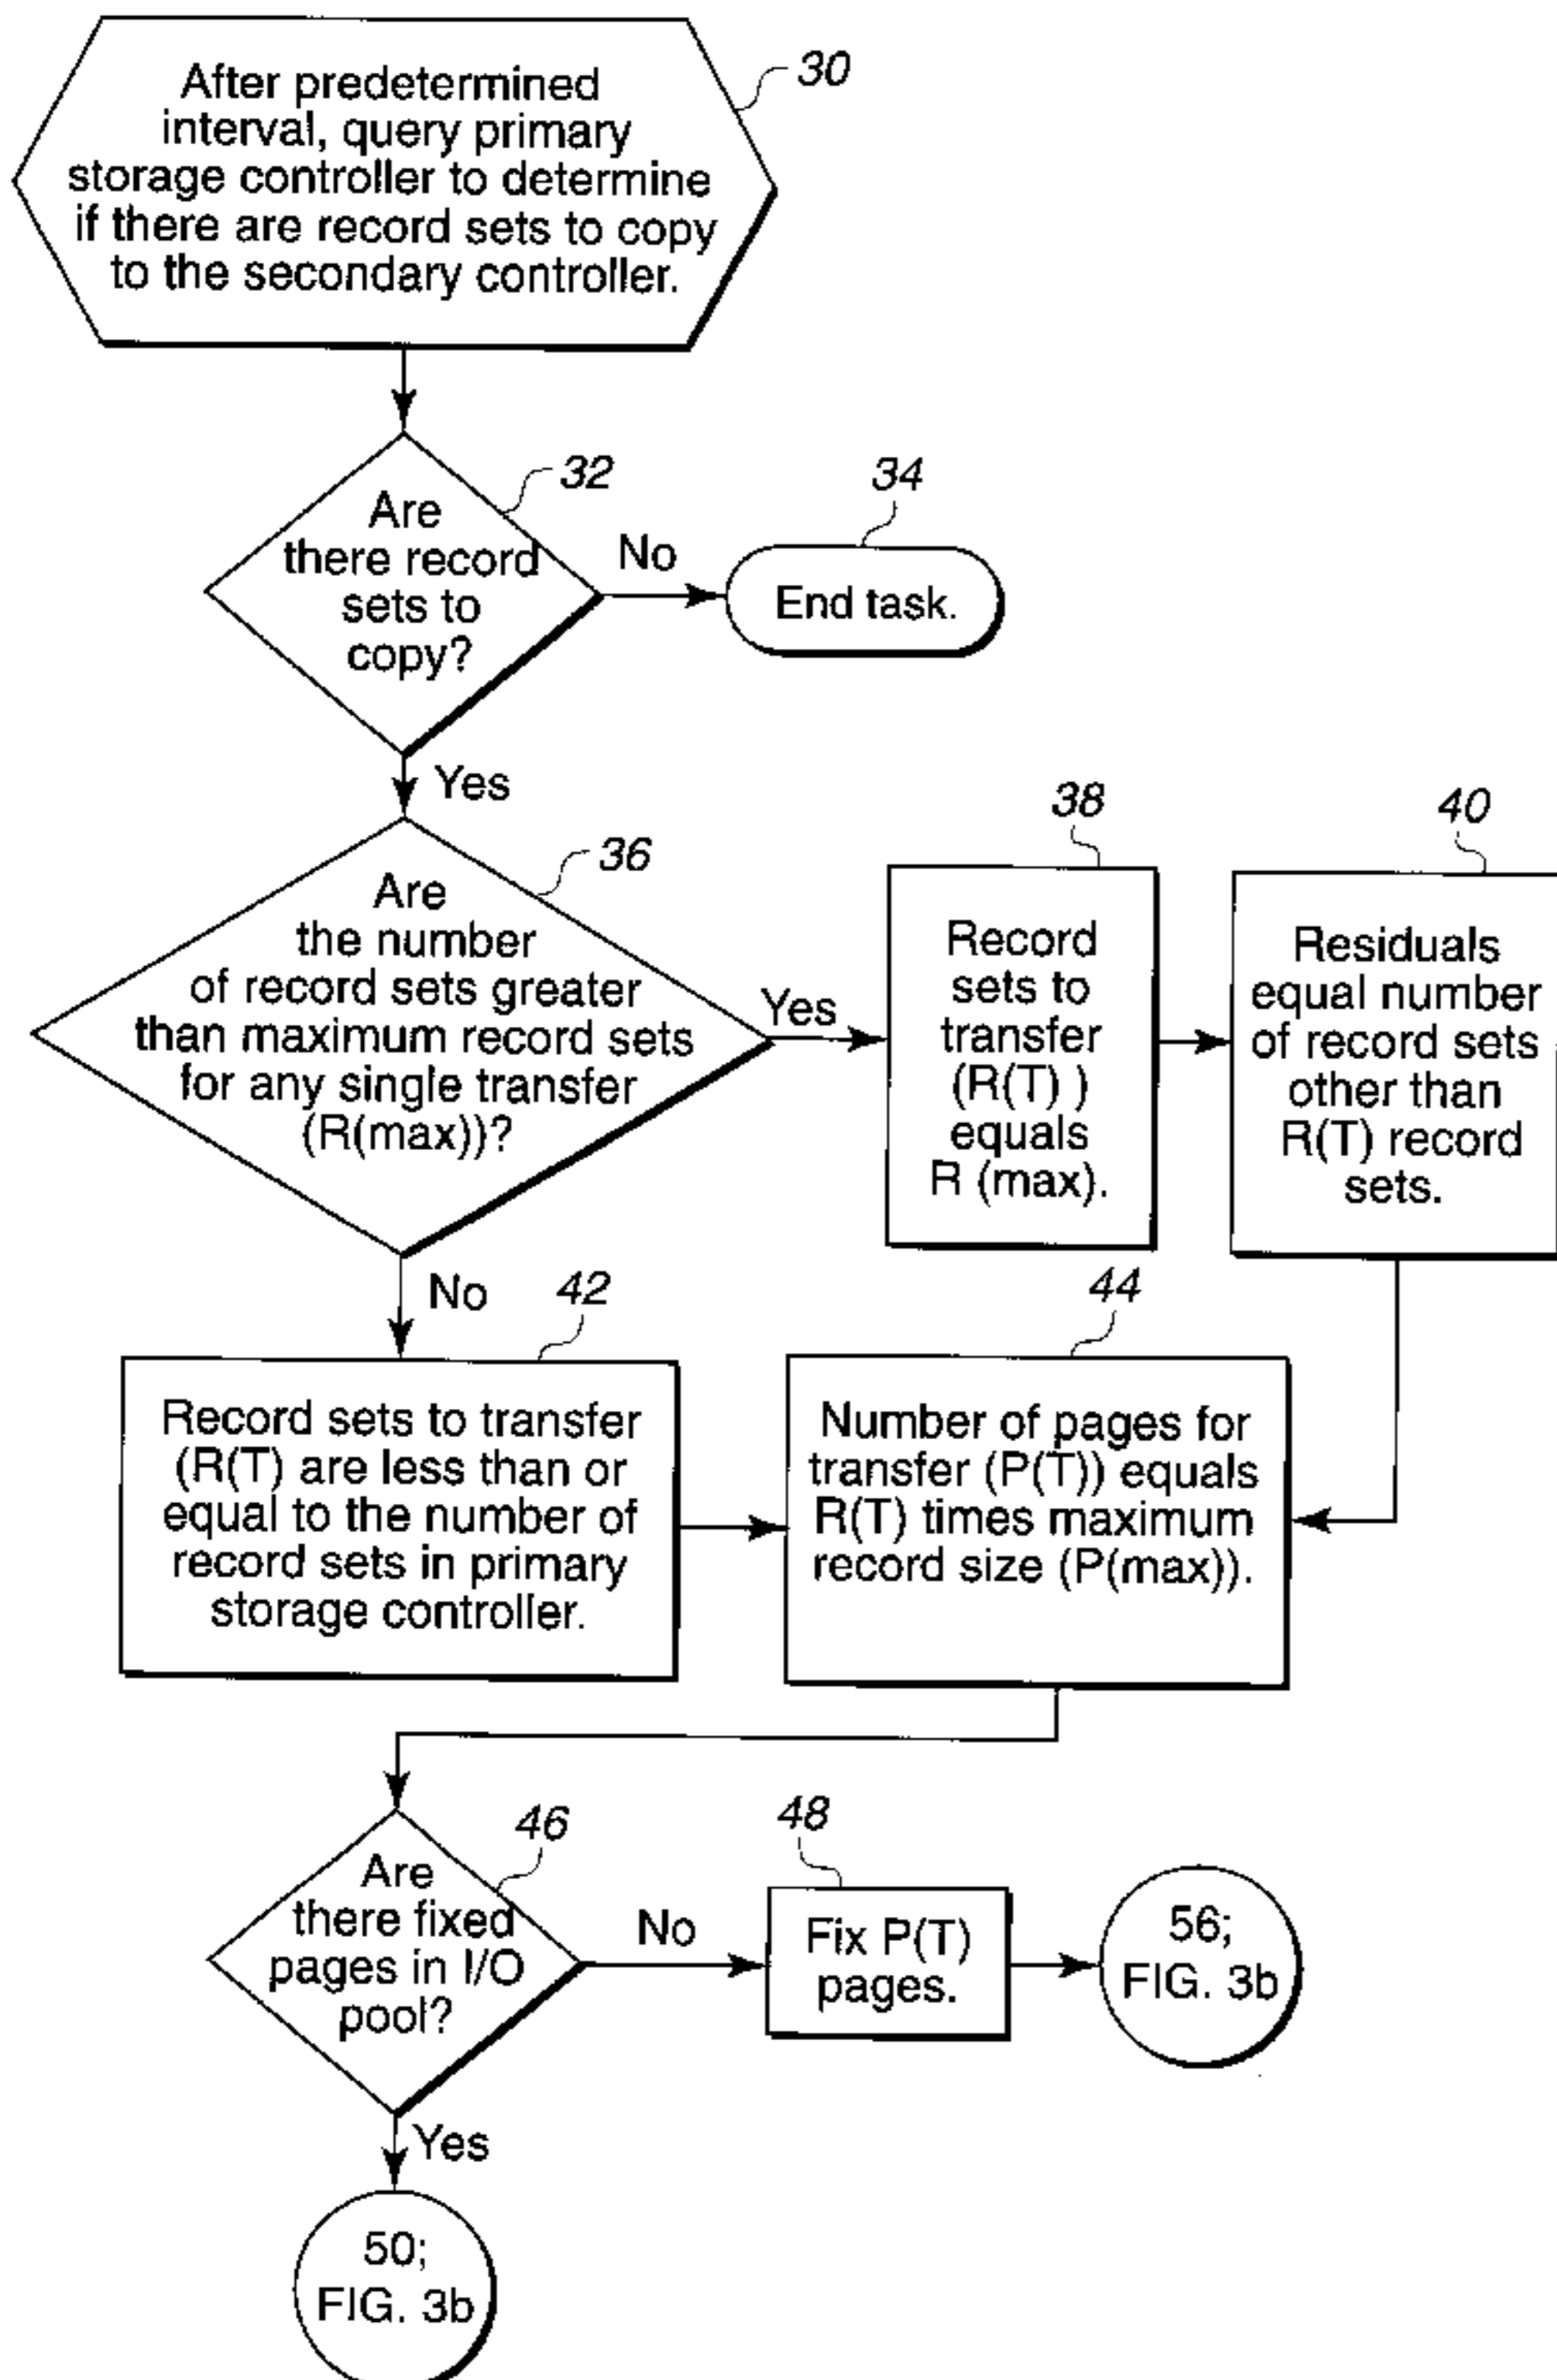 After predetermined
interval, query primary
storage controller to determine
if there are record sets to copy
to the secondary controller.
30
Are
there record
sets to
copy?
32
No
34
End task.
Yes
Are
the number
of record sets greater
than maximum record sets
for any single transfer
(R(max))?
36
Yes
38
Record
sets to
transfer
(R(T) )
equals
R (max).
40
Residuals
equal number
of record sets
other than
R(T) record
sets.
No
42
Record sets to transfer
(R(T) are less than or
equal to the number of
record sets in primary
storage controller.
44
Number of pages for
transfer (P(T)) equals
R(T) times maximum
record size (P(max)).
46
Are
there fixed
pages in I/O
pool?
No
48
Fix P(T)
pages.
56;
FIG. 3b
Yes
50;
FIG. 3b